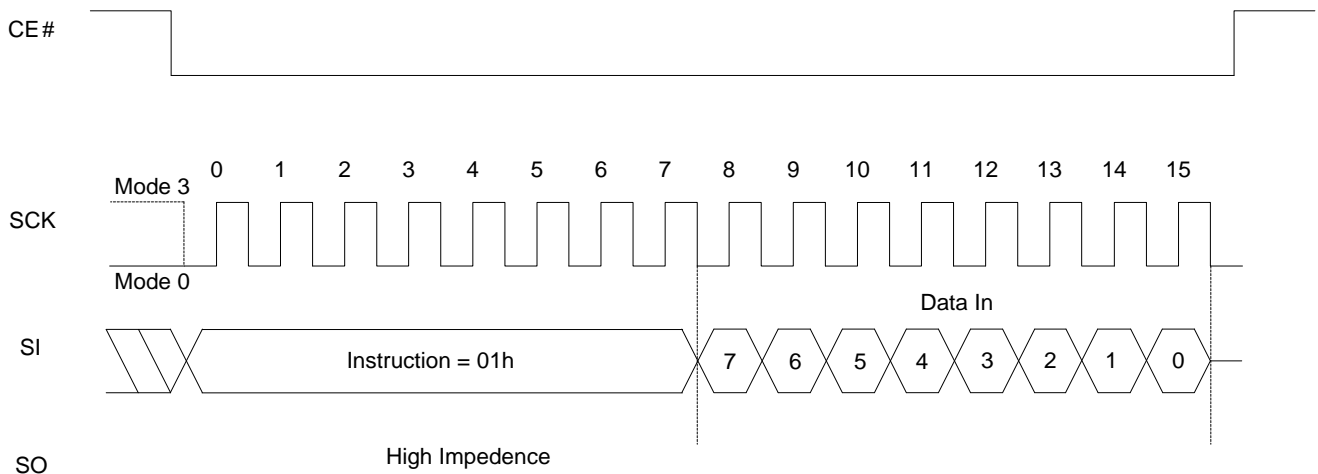 CE#
0 1 2 3 4 5 6 7 8 9 10 11 12 13 14 15
Mode 3
SCK
Mode 0
Data In
SI
Instruction = 01h
7 6 5 4 3 2 1 0
High Impedence
SO